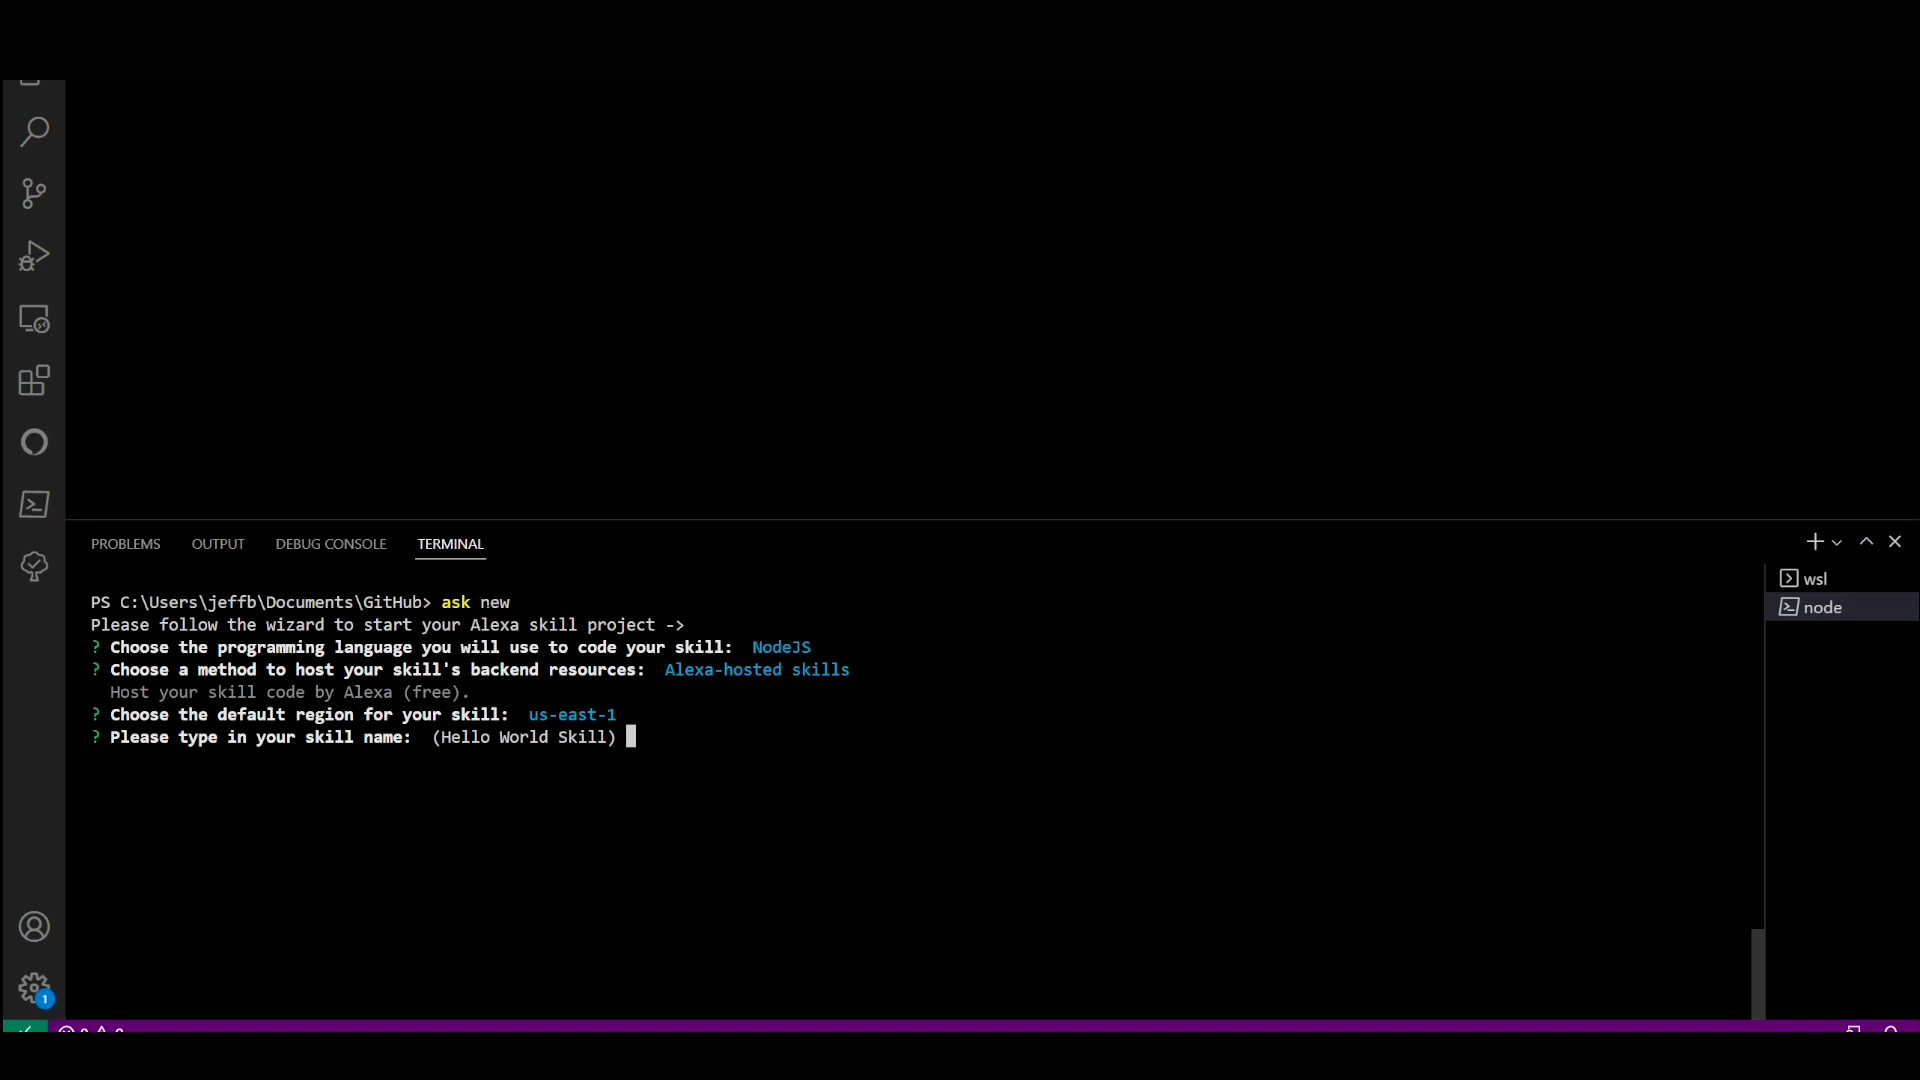 PROBLEMS OUTPUT DEBUG CONSOLE TERMINAL
wsl
node
PS C:\Users\jeffb\Documents\GitHub> ask new
Please follow the wizard to start your Alexa skill project ->
? Choose the programming language you will use to code your skill: NodeJS
? Choose a method to host your skill's backend resources: Alexa-hosted skills
Host your skill code by Alexa (free).
? Choose the default region for your skill: us-east-1
? Please type in your skill name: (Hello World Skill)
1